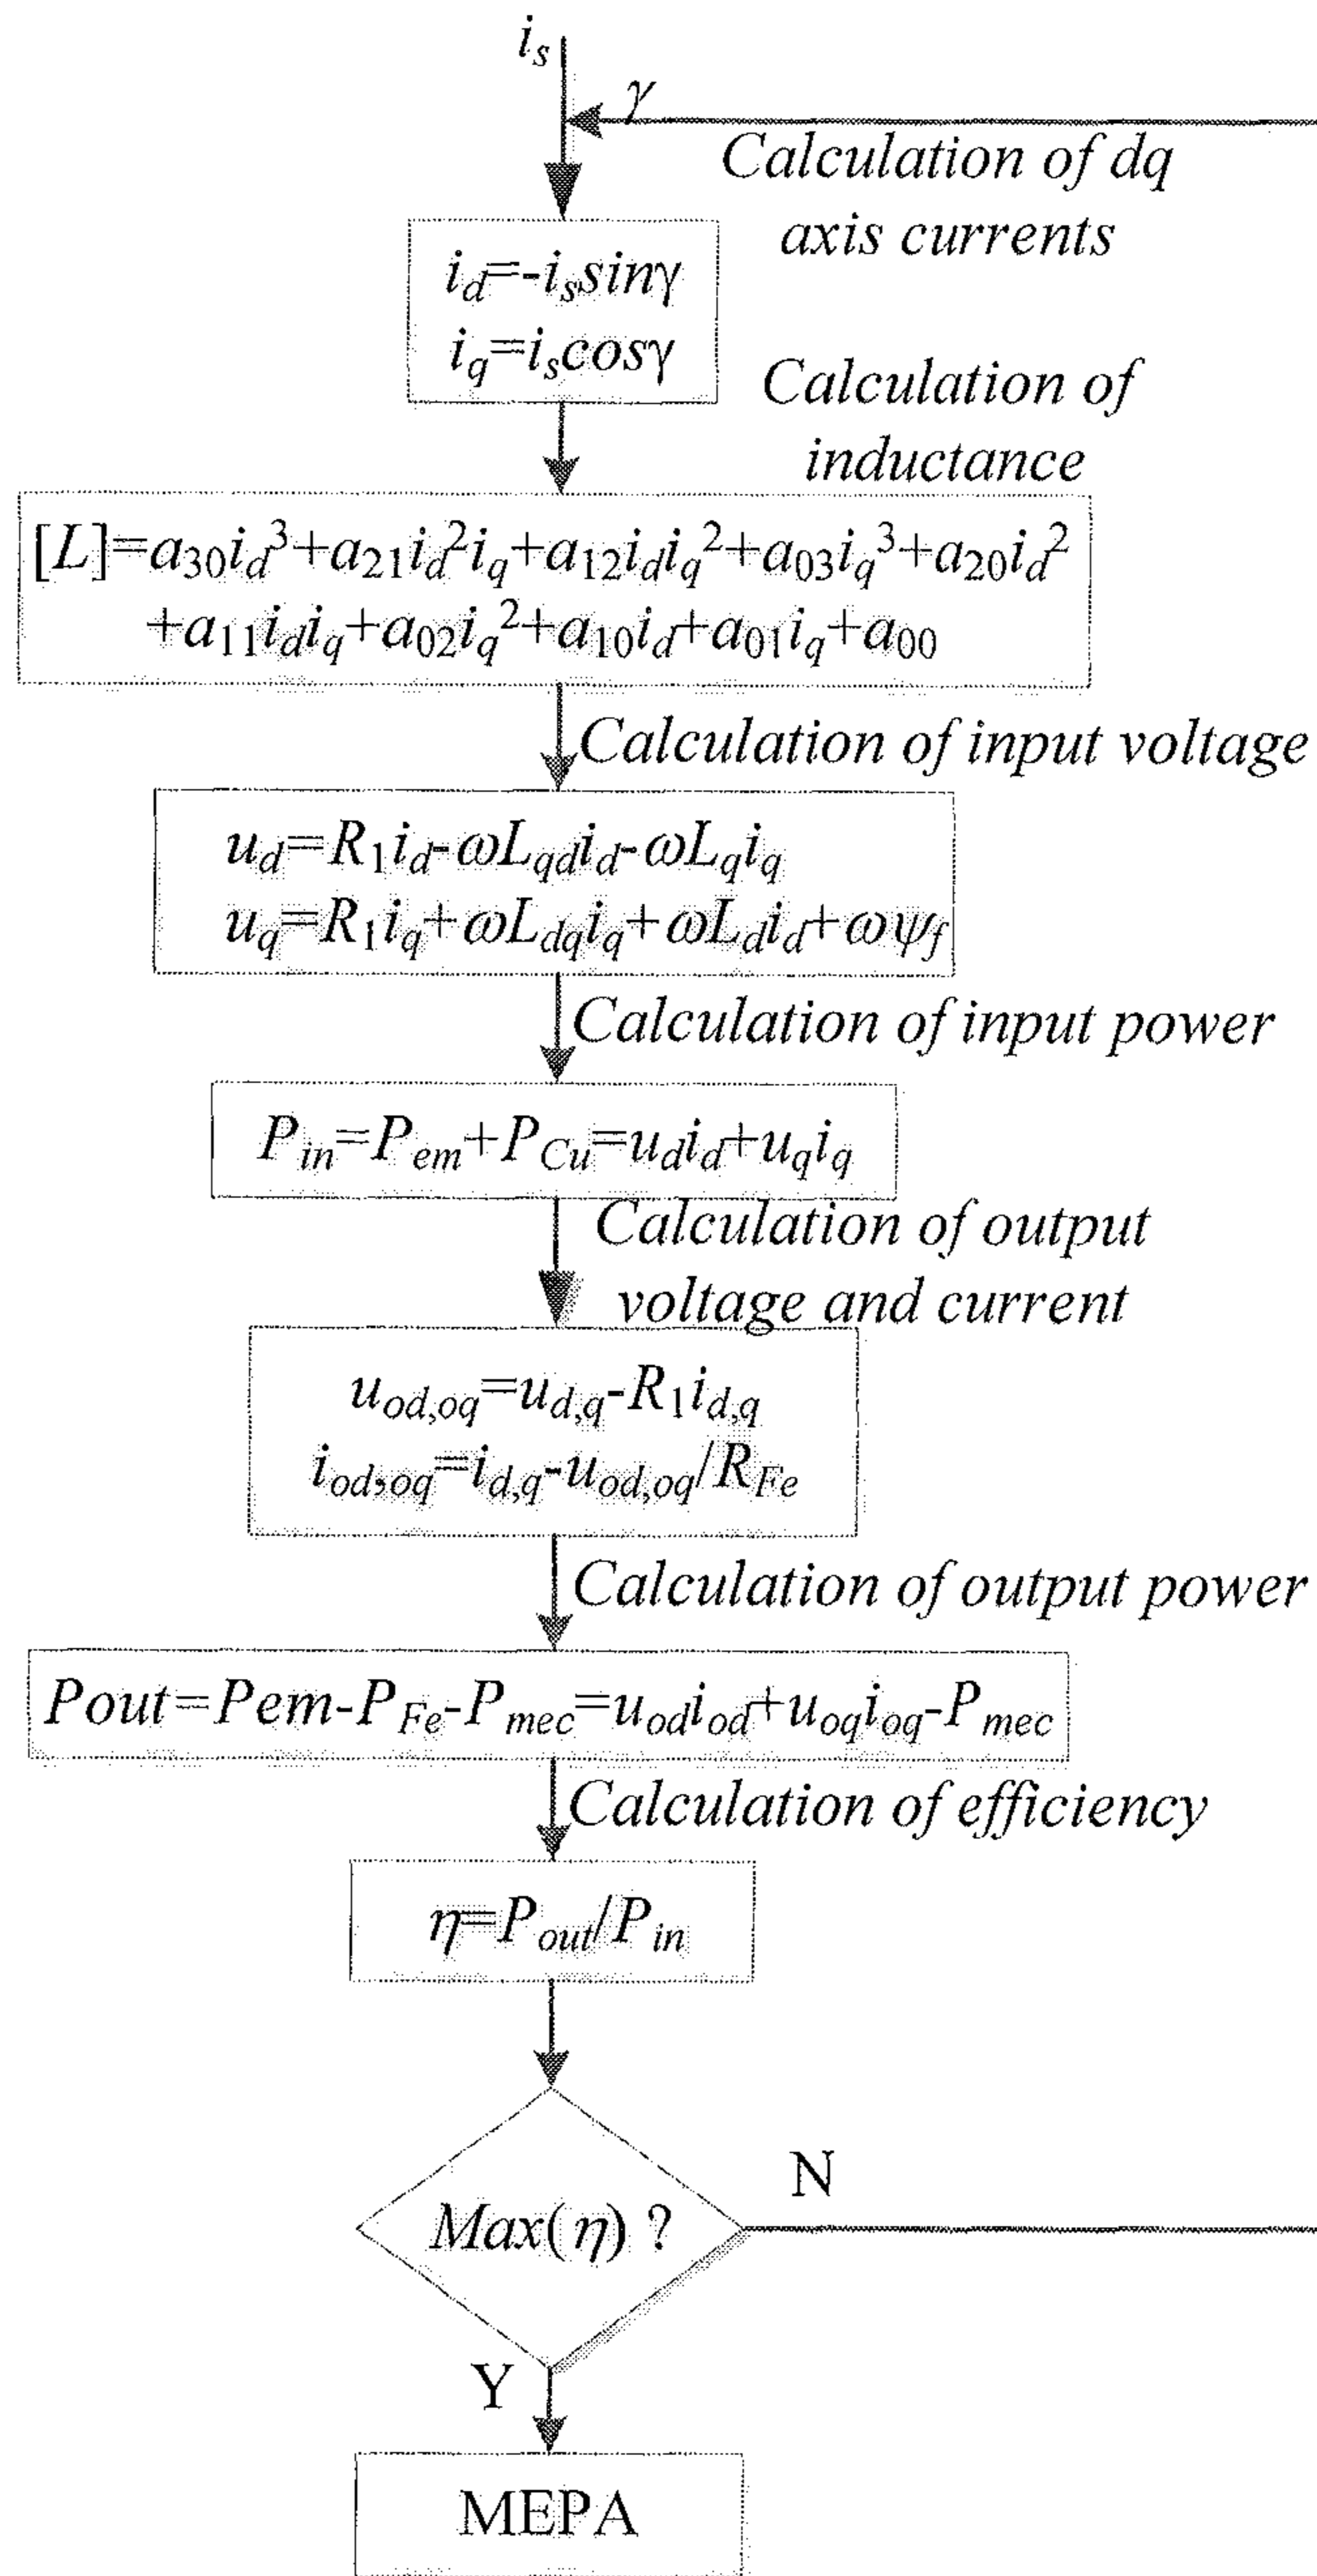 i_s
γ
Calculation of dq
axis currents
i_d=-i_s sinγ
i_q=i_s cosγ
Calculation of
inductance
[L]=a_30 i_d^3+a_21 i_d^2 i_q+a_12 i_d i_q^2+a_03 i_q^3+a_20 i_d^2
+a_11 i_d i_q+a_02 i_q^2+a_10 i_d+a_01 i_q+a_00
Calculation of input voltage
u_d=R_1 i_d-ωL_qd i_d-ωL_q i_q
u_q=R_1 i_q+ωL_dq i_q+ωL_d i_d+ωψ_f
Calculation of input power
P_in=P_em+P_Cu=u_d i_d+u_q i_q
Calculation of output
voltage and current
u_od,oq=u_d,q-R_1 i_d,q
i_od,oq=i_d,q-u_od,oq/R_Fe
Calculation of output power
Pout=Pem-P_Fe-P_mec=u_od i_od+u_oq i_oq-P_mec
Calculation of efficiency
η=P_out/P_in
Max(η) ?
N
Y
MEPA